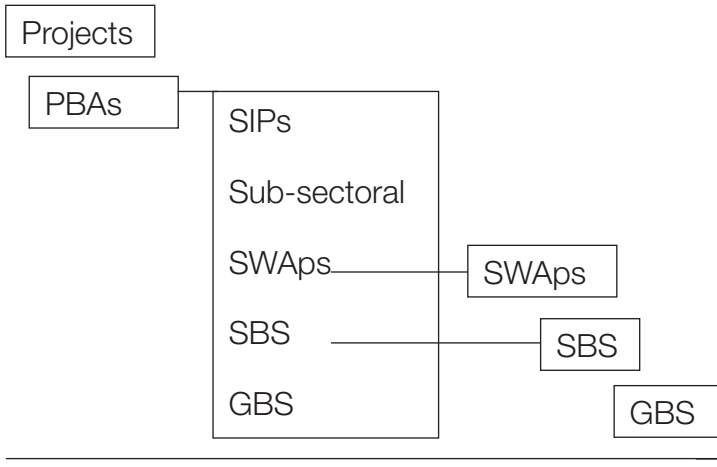 Projects
PBAs
SIPs
Sub-sectoral
SWAps
SWAps
SBS
SBS
GBS
GBS